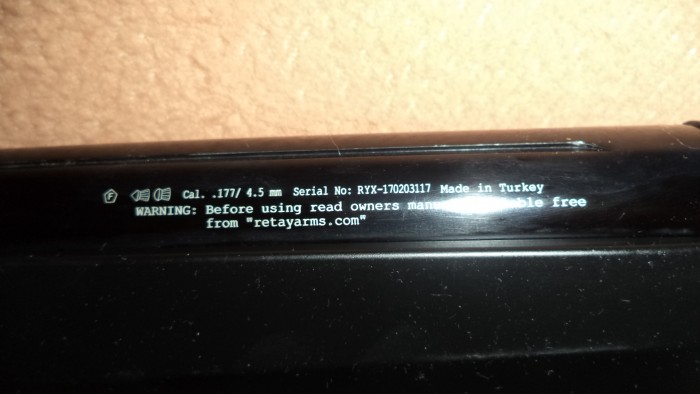 F Cal. .177/ 4.5 mm Serial No: RYX-170203117 Made in Turkey
WARNING: Before using read owners free
from "retayarms.com"